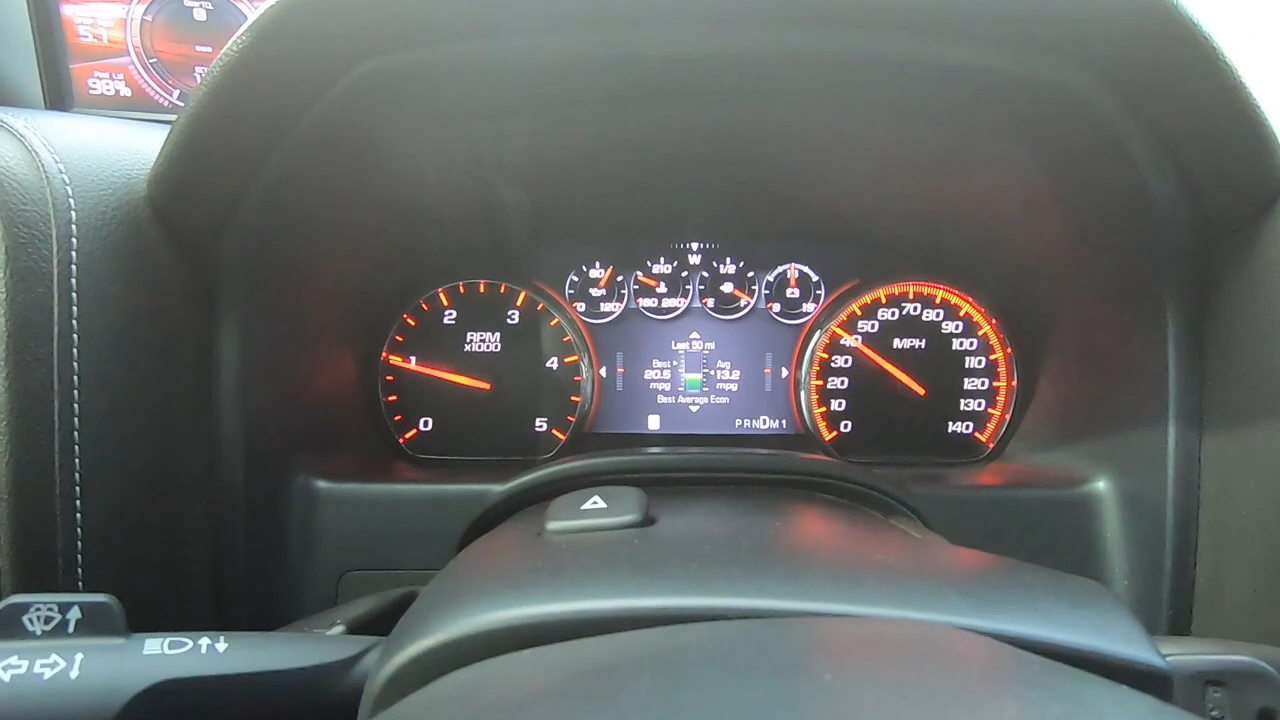 5.1
98%
W
60
0 120
210
160 260
1/2
E F
9 19
RPM
x1000
0 1 2 3 4 5
Last 50 mi
Best
20.5
mpg
Avg
13.2
mpg
Best Average Econ
PRNDM1
MPH
0 10 20 30 40 50 60 70 80 90 100 110 120 130 140